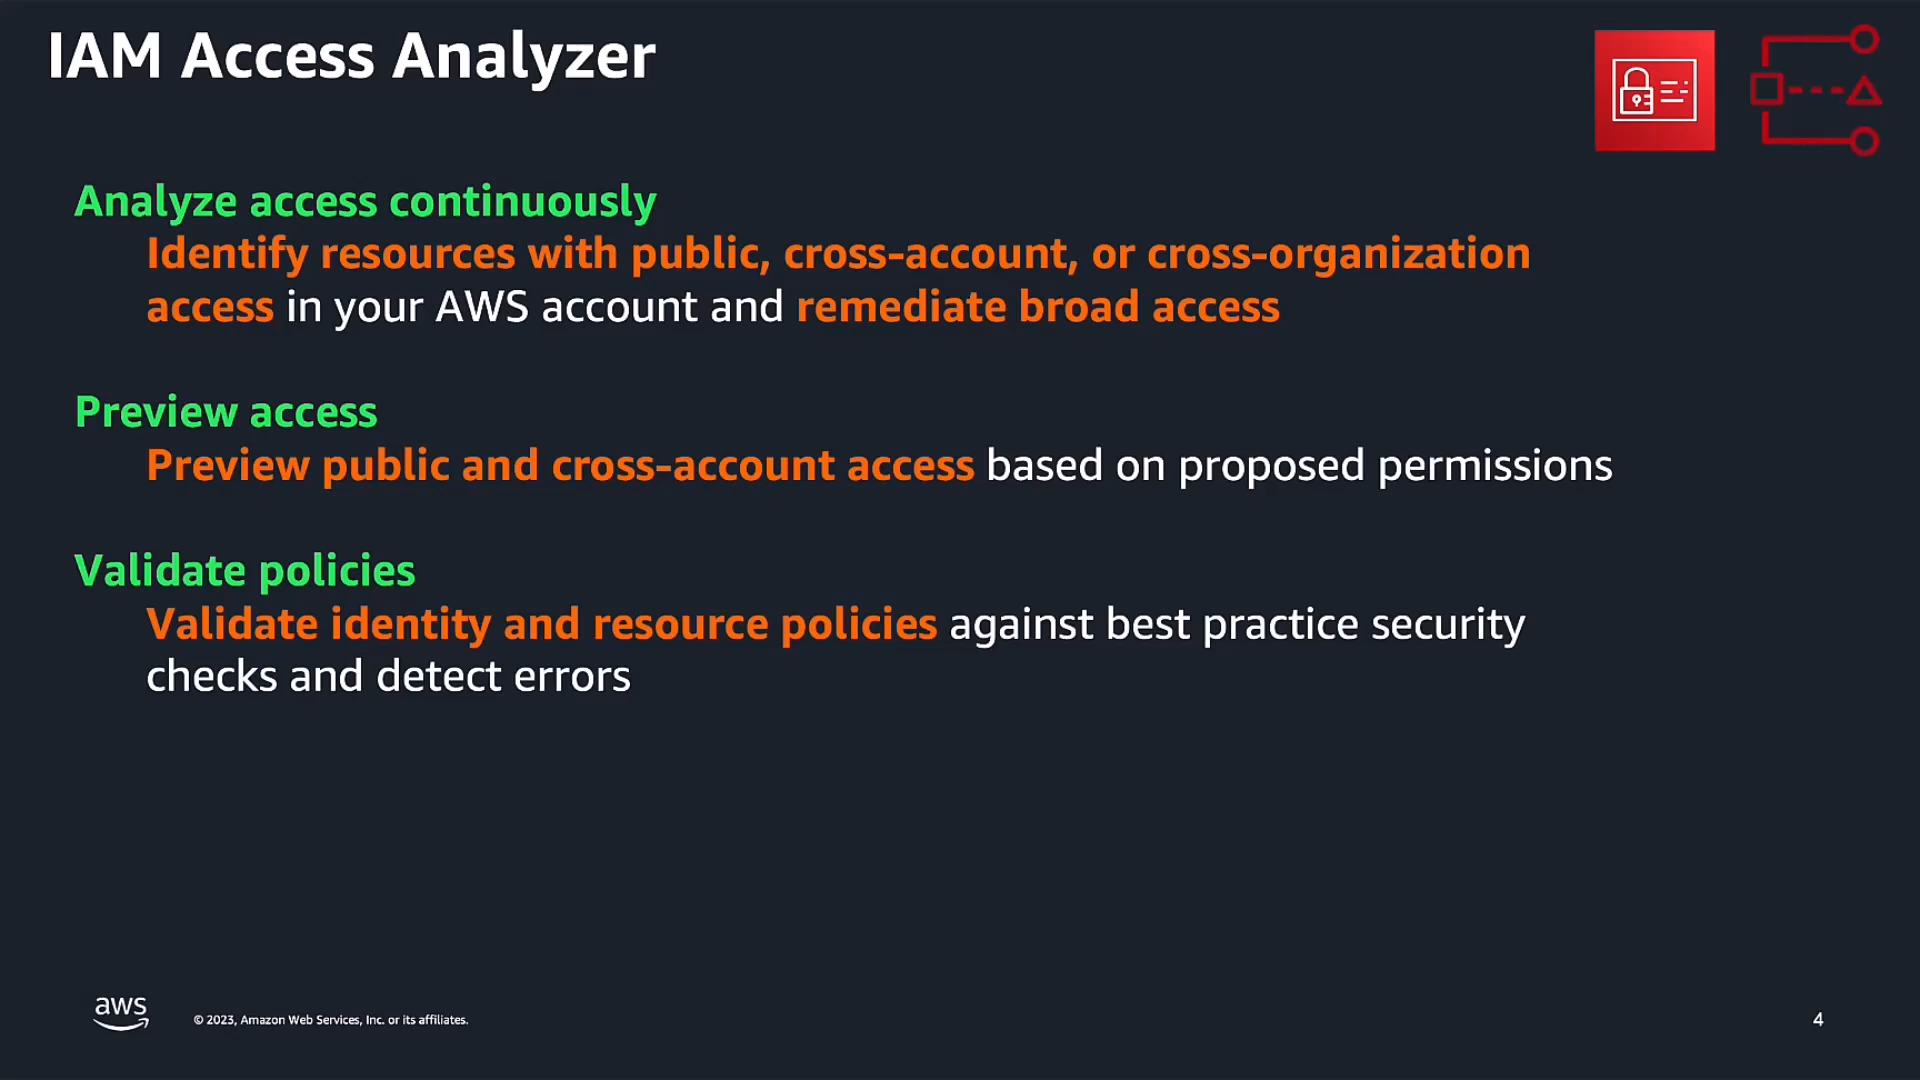 IAM Access Analyzer
Analyze access continuously
Identify resources with public, cross-account, or cross-organization
access in your AWS account and remediate broad access
Preview access
Preview public and cross-account access based on proposed permissions
Validate policies
Validate identity and resource policies against best practice security
checks and detect errors
aws
© 2023, Amazon Web Services, Inc. or its affiliates.
4